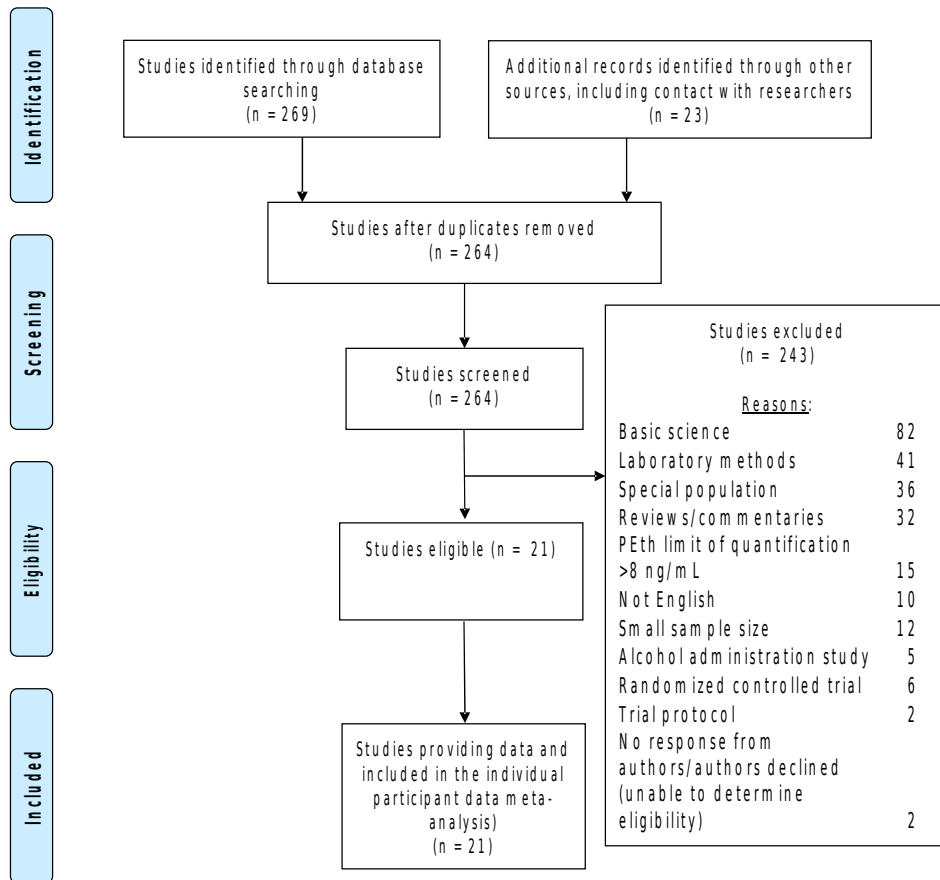 Identification
Studies identified through database
searching
(n = 269)
Additional records identified through other
sources, including contact with researchers
(n = 23)
Studies after duplicates removed
(n = 264)
Screening
Studies screened
(n = 264)
Studies excluded
(n = 243)
Reasons:
Basic science 82
Laboratory methods 41
Special population 36
Reviews/commentaries 32
PEth limit of quantification
>8 ng/mL 15
Not English 10
Small sample size 12
Alcohol administration study 5
Randomized controlled trial 6
Trial protocol 2
No response from
authors/authors declined
(unable to determine
eligibility) 2
Eligibility
Studies eligible (n = 21)
Included
Studies providing data and
included in the individual
participant data meta-
analysis)
(n = 21)